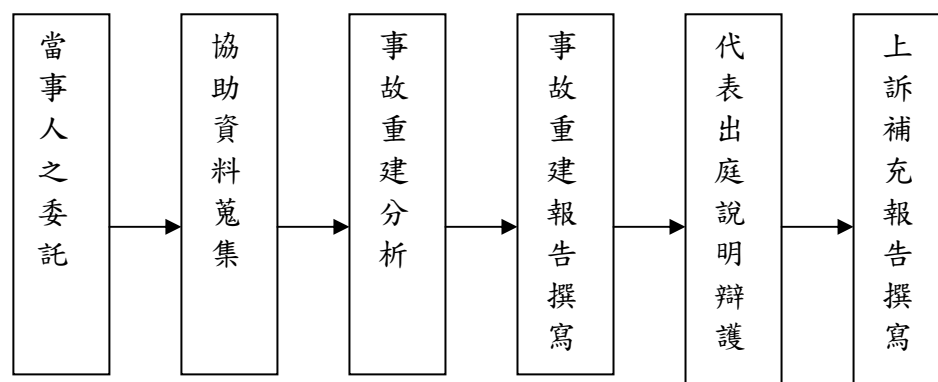 當事人之委託
協助資料蒐集
事故重建分析
事故重建報告撰寫
代表出庭說明辯護
上訴補充報告撰寫